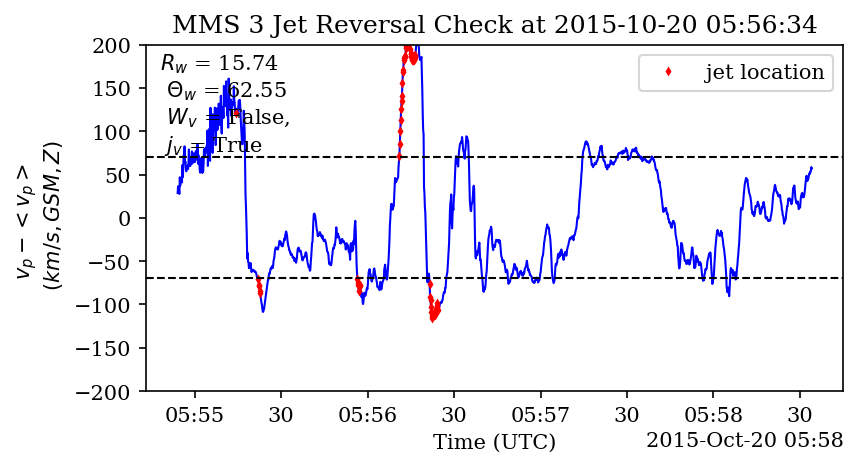 MMS 3 Jet Reversal Check at 2015-10-20 05:56:34
R_w = 15.74
Θ_w = 62.55
W_v = False,
j_v = True
jet location
v_p − < v_p >
(km/s, GSM, Z)
200
150
100
50
0
−50
−100
−150
−200
05:55 30 05:56 30 05:57 30 05:58 30
Time (UTC)
2015-Oct-20 05:58